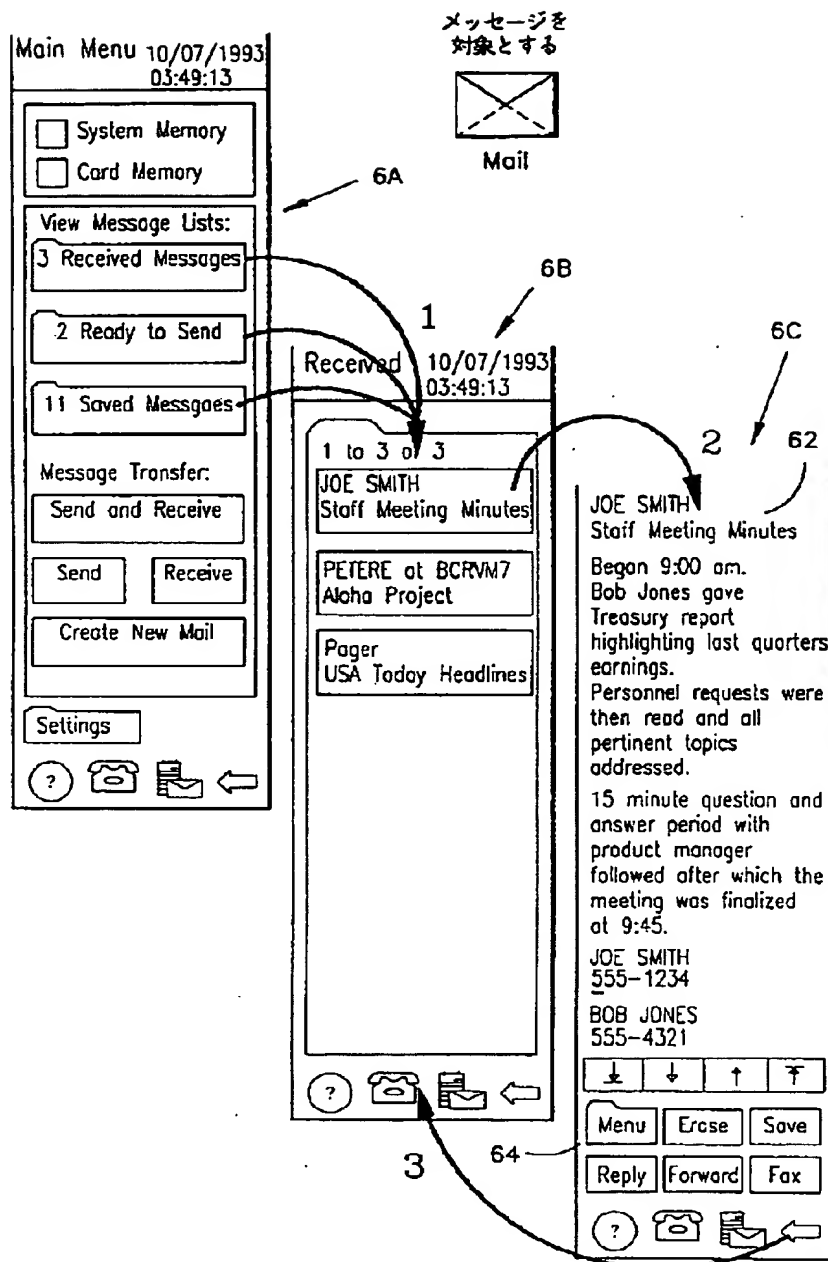 メッセージを
対象とする
Mail
Main Menu 10/07/1993
03:49:13
System Memory
Card Memory
6A
View Message Lists:
3 Received Messages
2 Ready to Send
11 Saved Messgaes
Message Transfer:
Send and Receive
Send Receive
Create New Mail
Settings
?
1
6B
Received 10/07/1993
03:49:13
1 to 3 of 3
JOE SMITH
Staff Meeting Minutes
PETERE at BCRVM7
Aloha Project
Pager
USA Today Headlines
?
3
2
6C
62
JOE SMITH
Staff Meeting Minutes
Began 9:00 am.
Bob Jones gave
Treasury report
highlighting last quarters
earnings.
Personnel requests were
then read and all
pertinent topics
addressed.
15 minute question and
answer period with
product manager
followed after which the
meeting was finalized
at 9:45.
JOE SMITH
555-1234
BOB JONES
555-4321
64
Menu Erase Save
Reply Forward Fax
?